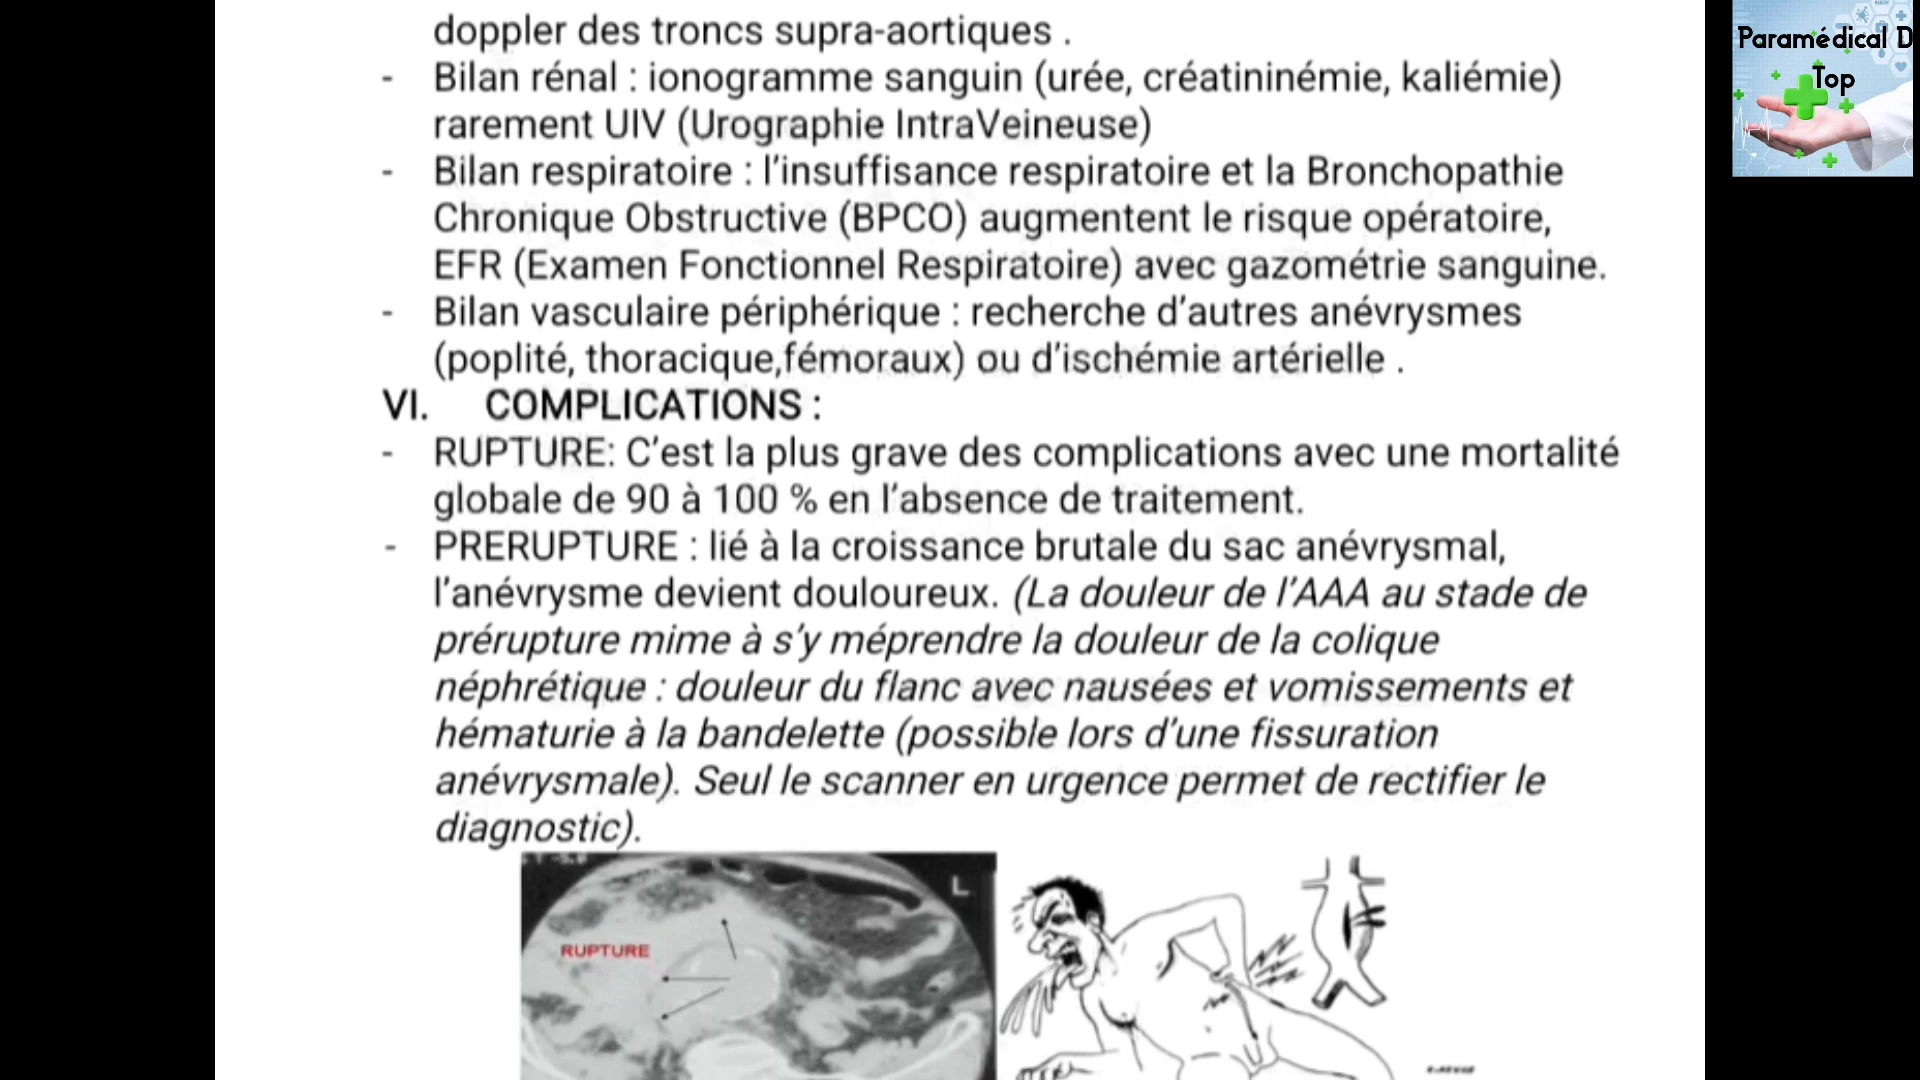 doppler des troncs supra-aortiques .
- Bilan rénal : ionogramme sanguin (urée, créatininémie, kaliémie)
rarement UIV (Urographie IntraVeineuse)
- Bilan respiratoire : l'insuffisance respiratoire et la Bronchopathie
Chronique Obstructive (BPCO) augmentent le risque opératoire,
EFR (Examen Fonctionnel Respiratoire) avec gazométrie sanguine.
- Bilan vasculaire périphérique : recherche d'autres anévrysmes
(poplité, thoracique,fémoraux) ou d'ischémie artérielle .
VI. COMPLICATIONS :
- RUPTURE: C'est la plus grave des complications avec une mortalité
globale de 90 à 100 % en l'absence de traitement.
- PRERUPTURE : lié à la croissance brutale du sac anévrysmal,
l'anévrysme devient douloureux. (La douleur de l'AAA au stade de
prérupture mime à s'y méprendre la douleur de la colique
néphrétique : douleur du flanc avec nausées et vomissements et
hématurie à la bandelette (possible lors d'une fissuration
anévrysmale). Seul le scanner en urgence permet de rectifier le
diagnostic).
L
RUPTURE
Paramédical D
Top